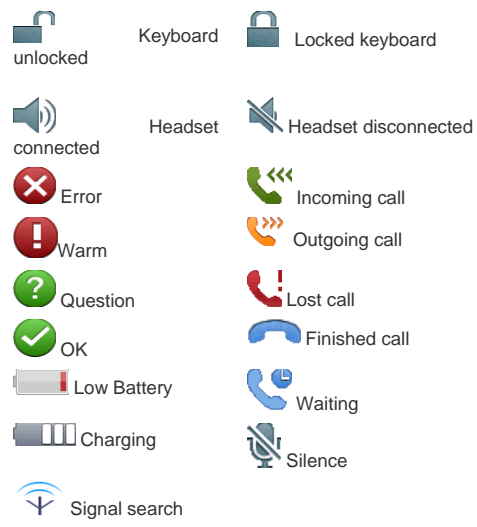 Keyboard unlocked
Locked keyboard
Headset connected
Headset disconnected
Error
Incoming call
Warm
Outgoing call
Question
Lost call
OK
Finished call
Low Battery
Waiting
Charging
Silence
Signal search